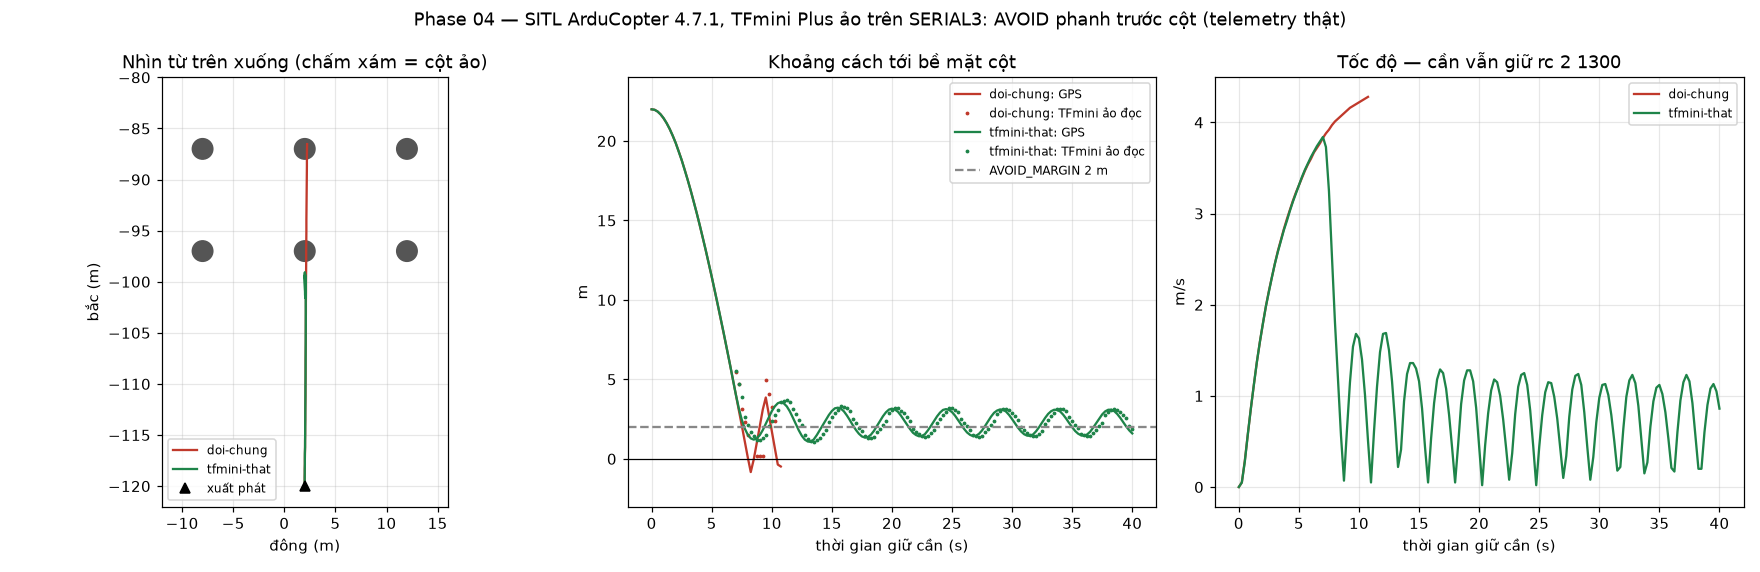 Phase 04 — SITL ArduCopter 4.7.1, TFmini Plus ảo trên SERIAL3: AVOID phanh trước cột (telemetry thật)
Nhìn từ trên xuống (chấm xám = cột ảo)
−80
−85
−90
−95
−100
−105
−110
−115
−120
bắc (m)
doi-chung
tfmini-that
xuất phát
−10
−5
0
5
10
15
đông (m)
Khoảng cách tới bề mặt cột
20
15
10
5
0
m
doi-chung: GPS
doi-chung: TFmini ảo đọc
tfmini-that: GPS
tfmini-that: TFmini ảo đọc
AVOID_MARGIN 2 m
0
5
10
15
20
25
30
35
40
thời gian giữ cần (s)
Tốc độ — cần vẫn giữ rc 2 1300
4
3
2
1
0
m/s
doi-chung
tfmini-that
0
5
10
15
20
25
30
35
40
thời gian giữ cần (s)